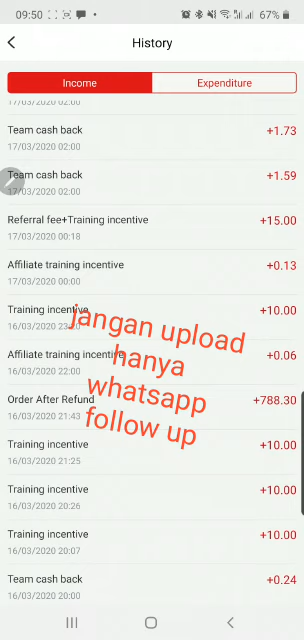 09:50
67%
History
Income
Expenditure
17/03/2020 02:00
Team cash back
+1.73
17/03/2020 02:00
Team cash back
+1.59
17/03/2020 02:00
Referral fee+Training incentive
+15.00
17/03/2020 00:18
Affiliate training incentive
+0.13
17/03/2020 00:00
Training incentive
+10.00
16/03/2020
Affiliate training incentive
+0.06
16/03/2020 22:00
Order After Refund
+788.30
16/03/2020 21:43
Training incentive
+10.00
16/03/2020 21:25
Training incentive
+10.00
16/03/2020 20:26
Training incentive
+10.00
16/03/2020 20:07
Team cash back
+0.24
16/03/2020 20:00
jangan upload
hanya
whatsapp
follow up